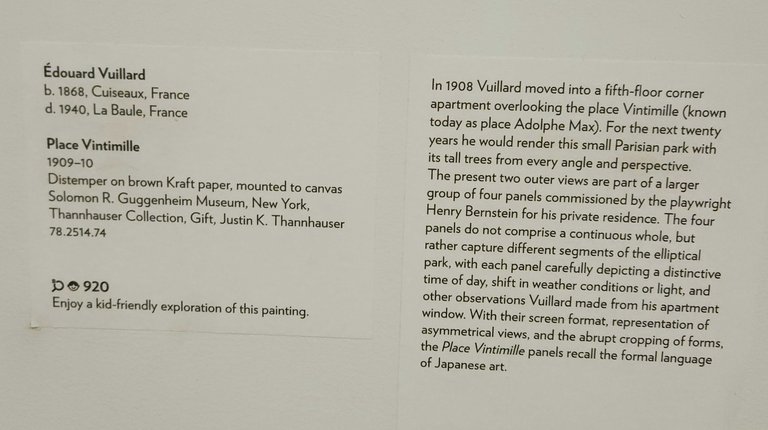 Édouard Vuillard
b. 1868, Cuiseaux, France
d. 1940, La Baule, France
Place Vintimille
1909–10
Distemper on brown Kraft paper, mounted to canvas
Solomon R. Guggenheim Museum, New York,
Thannhauser Collection, Gift, Justin K. Thannhauser
78.2514.74
920
Enjoy a kid-friendly exploration of this painting.
In 1908 Vuillard moved into a fifth-floor corner
apartment overlooking the place Vintimille (known
today as place Adolphe Max). For the next twenty
years he would render this small Parisian park with
its tall trees from every angle and perspective.
The present two outer views are part of a larger
group of four panels commissioned by the playwright
Henry Bernstein for his private residence. The four
panels do not comprise a continuous whole, but
rather capture different segments of the elliptical
park, with each panel carefully depicting a distinctive
time of day, shift in weather conditions or light, and
other observations Vuillard made from his apartment
window. With their screen format, representation of
asymmetrical views, and the abrupt cropping of forms,
the Place Vintimille panels recall the formal language
of Japanese art.